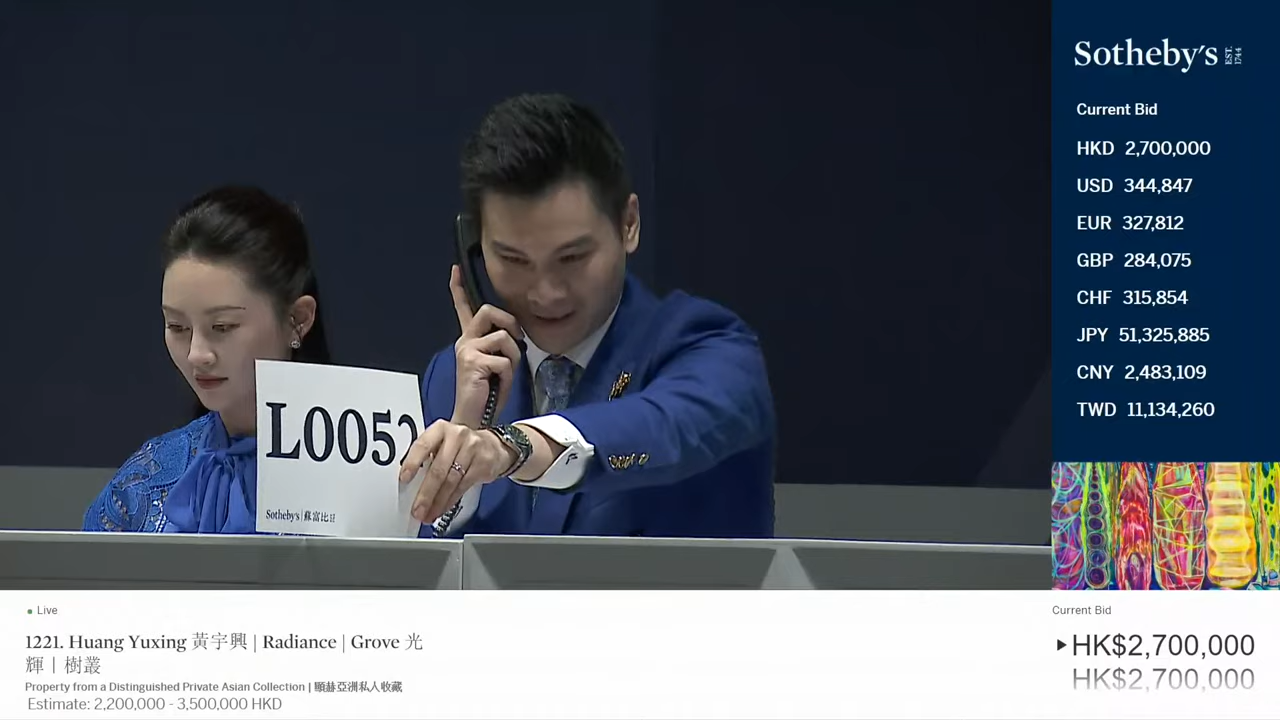 Sotheby's EST. 1744
Current Bid
HKD 2,700,000
USD 344,847
EUR 327,812
GBP 284,075
CHF 315,854
JPY 51,325,885
CNY 2,483,109
TWD 11,134,260
L0052
Sotheby's 蘇富比
Live
1221. Huang Yuxing 黃宇興 | Radiance | Grove 光
輝｜樹叢
Property from a Distinguished Private Asian Collection | 顯赫亞洲私人收藏
Estimate: 2,200,000 - 3,500,000 HKD
Current Bid
HK$2,700,000
HK$2,700,000